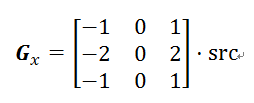 Gₓ = [−1 0 1
−2 0 2
−1 0 1] · src↵